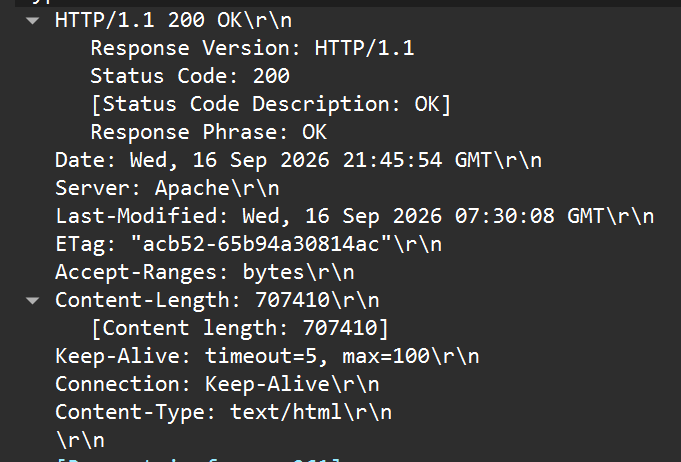 HTTP/1.1 200 OK\r\n
Response Version: HTTP/1.1
Status Code: 200
[Status Code Description: OK]
Response Phrase: OK
Date: Wed, 16 Sep 2026 21:45:54 GMT\r\n
Server: Apache\r\n
Last-Modified: Wed, 16 Sep 2026 07:30:08 GMT\r\n
ETag: "acb52-65b94a30814ac"\r\n
Accept-Ranges: bytes\r\n
Content-Length: 707410\r\n
[Content length: 707410]
Keep-Alive: timeout=5, max=100\r\n
Connection: Keep-Alive\r\n
Content-Type: text/html\r\n
\r\n